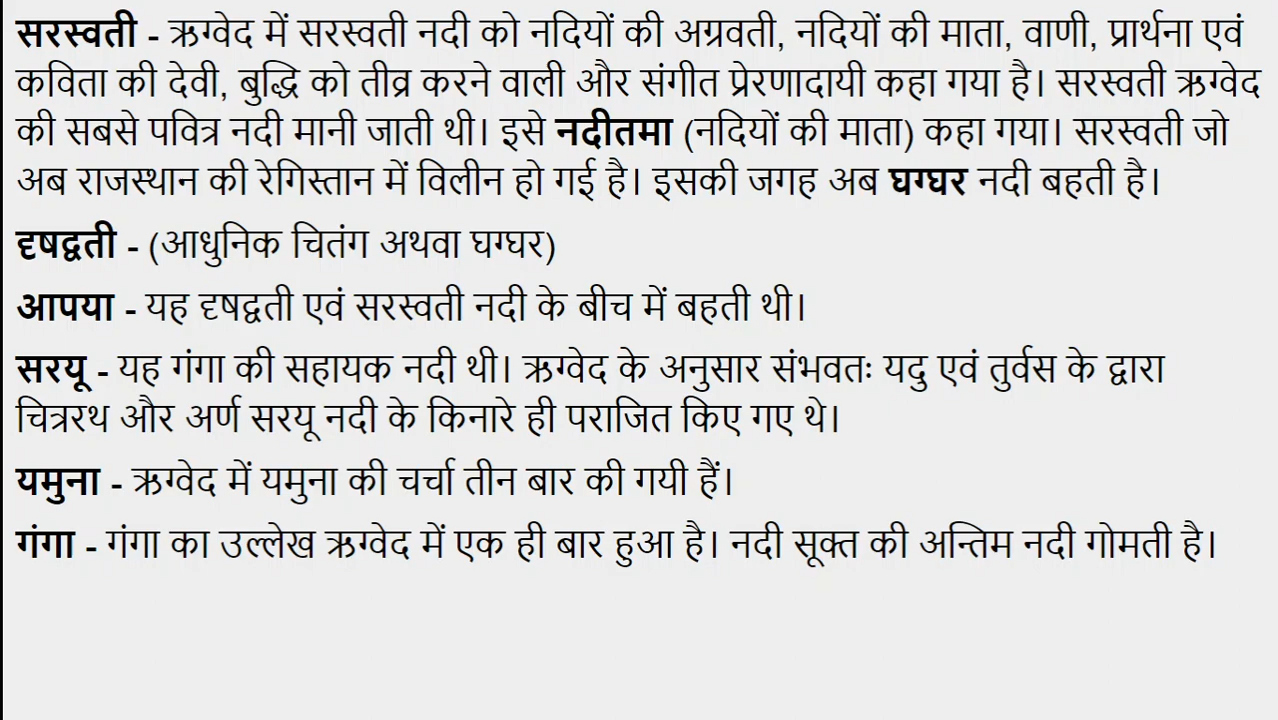 सरस्वती - ऋग्वेद में सरस्वती नदी को नदियों की अग्रवती, नदियों की माता, वाणी, प्रार्थना एवं
कविता की देवी, बुद्धि को तीव्र करने वाली और संगीत प्रेरणादायी कहा गया है। सरस्वती ऋग्वेद
की सबसे पवित्र नदी मानी जाती थी। इसे नदीतमा (नदियों की माता) कहा गया। सरस्वती जो
अब राजस्थान की रेगिस्तान में विलीन हो गई है। इसकी जगह अब घग्घर नदी बहती है।
दृषद्वती - (आधुनिक चितंग अथवा घग्घर)
आपया - यह दृषद्वती एवं सरस्वती नदी के बीच में बहती थी।
सरयू - यह गंगा की सहायक नदी थी। ऋग्वेद के अनुसार संभवतः यदु एवं तुर्वस के द्वारा
चित्ररथ और अर्ण सरयू नदी के किनारे ही पराजित किए गए थे।
यमुना - ऋग्वेद में यमुना की चर्चा तीन बार की गयी हैं।
गंगा - गंगा का उल्लेख ऋग्वेद में एक ही बार हुआ है। नदी सूक्त की अन्तिम नदी गोमती है।